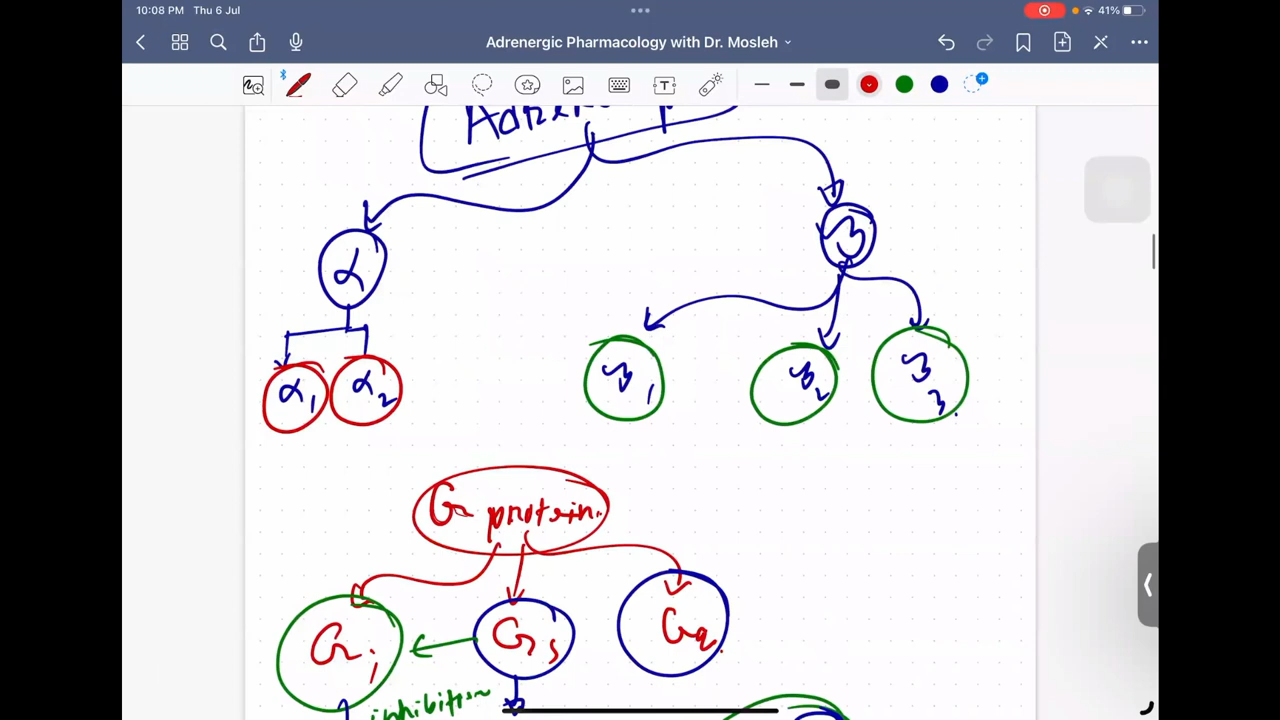 10:08 PM Thu 6 Jul
41%
Adrenergic Pharmacology with Dr. Mosleh
T
α
β
α1
α2
β1
β2
β3.
G protein.
Gi
Gs
Gq.
inhibition